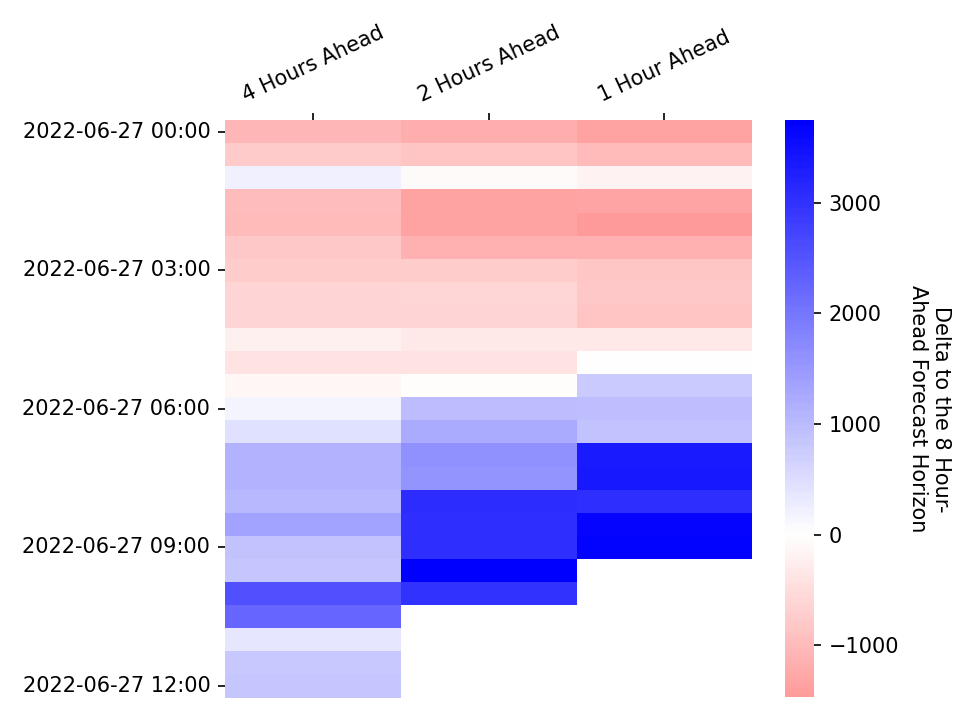 4 Hours Ahead
2 Hours Ahead
1 Hour Ahead
2022-06-27 00:00
2022-06-27 03:00
2022-06-27 06:00
2022-06-27 09:00
2022-06-27 12:00
3000
2000
1000
0
−1000
Delta to the 8 Hour-
Ahead Forecast Horizon